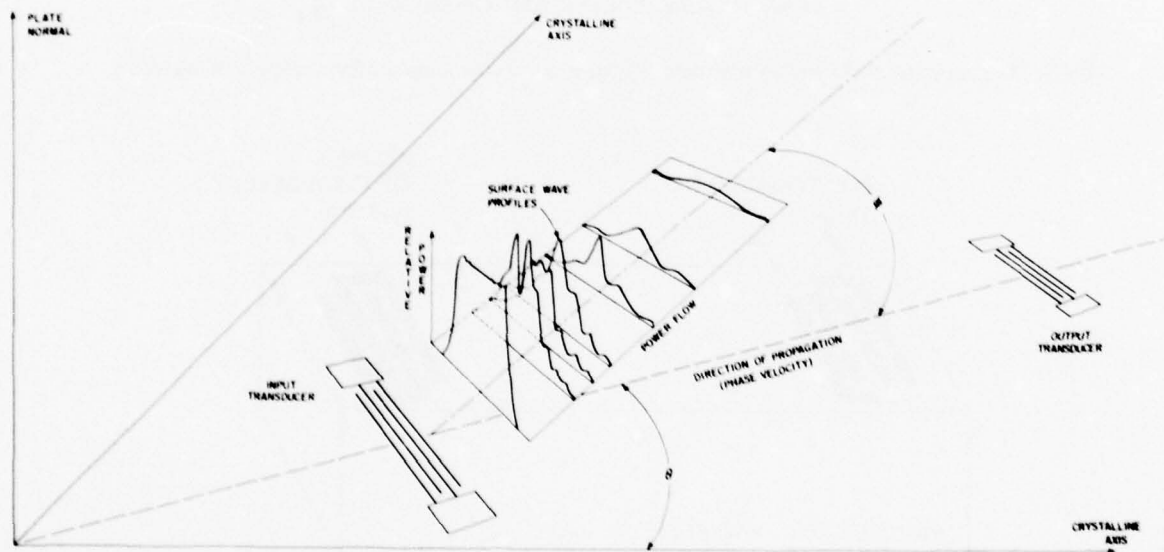 PLATE
NORMAL
CRYSTALLINE
AXIS
SURFACE WAVE
PROFILES
RELATIVE
POWER
POWER FLOW
INPUT
TRANSDUCER
OUTPUT
TRANSDUCER
DIRECTION OF PROPAGATION
(PHASE VELOCITY)
θ
CRYSTALLINE
AXIS